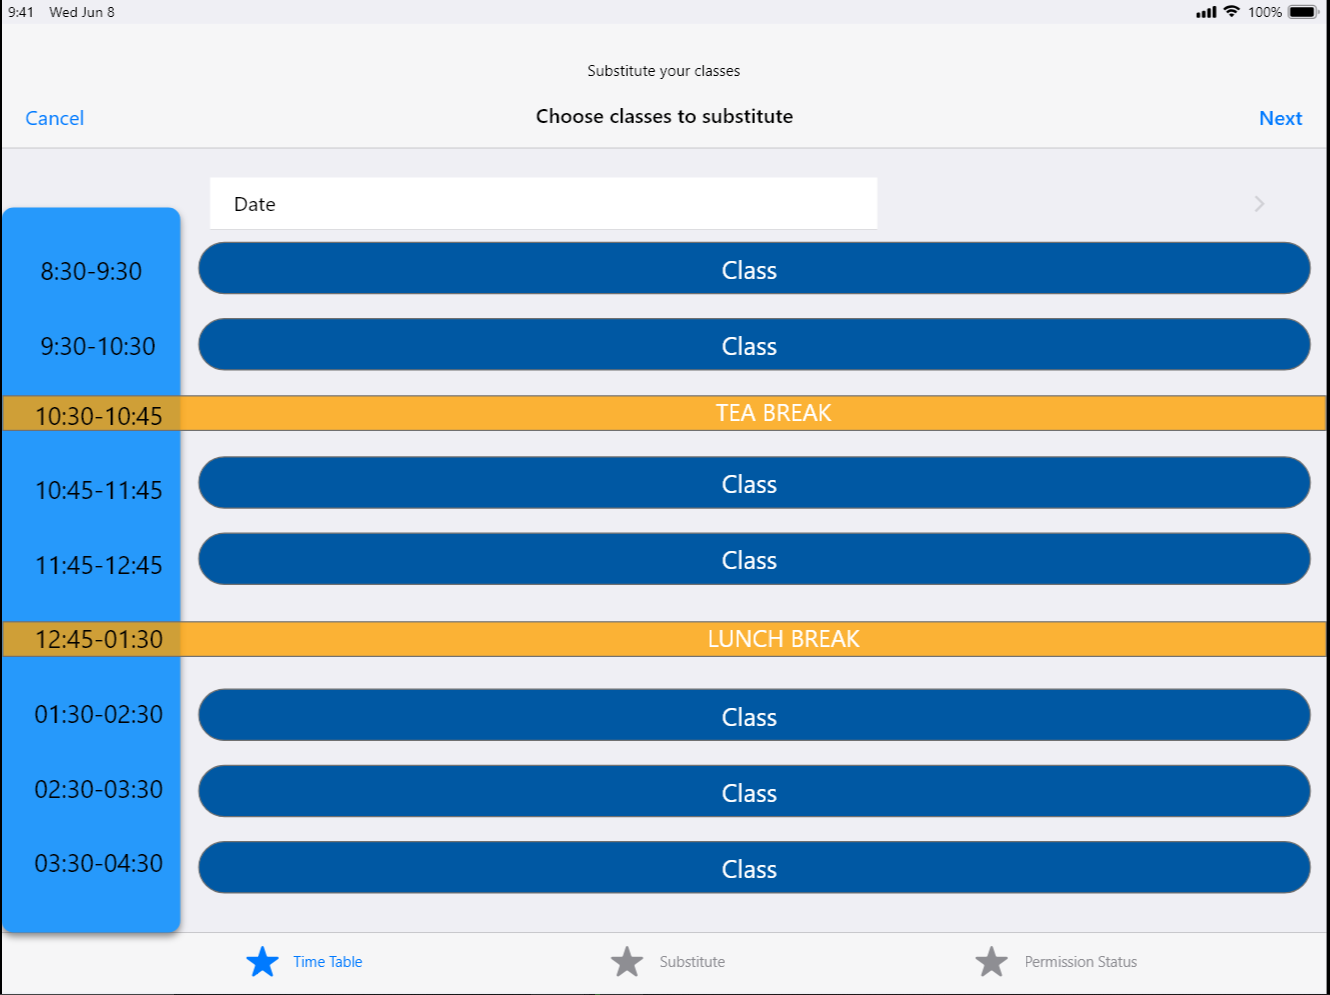 9:41 Wed Jun 8 100%
Substitute your classes
Cancel Choose classes to substitute Next
Date
8:30-9:30 Class
9:30-10:30 Class
10:30-10:45 TEA BREAK
10:45-11:45 Class
11:45-12:45 Class
12:45-01:30 LUNCH BREAK
01:30-02:30 Class
02:30-03:30 Class
03:30-04:30 Class
Time Table Substitute Permission Status